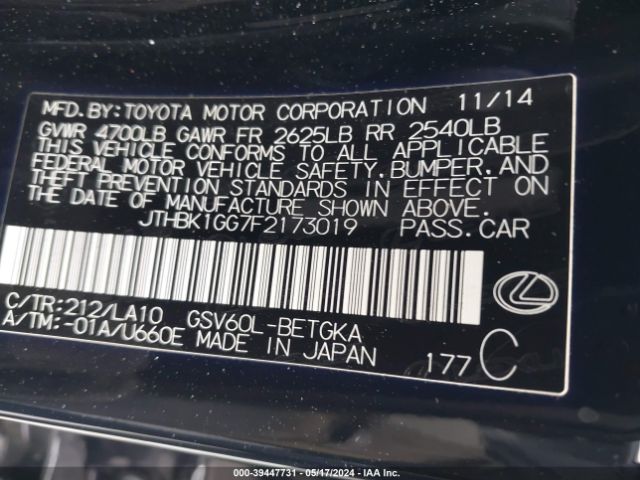 MFD.BY:TOYOTA MOTOR CORPORATION 11/14
GVWR 4700LB GAWR FR 2625LB RR 2540LB
THIS VEHICLE CONFORMS TO ALL APPLICABLE
FEDERAL MOTOR VEHICLE SAFETY,BUMPER,AND
THEFT PREVENTION STANDARDS IN EFFECT ON
THE DATE OF MANUFACTURE SHOWN ABOVE.
JTHBK1GG7F2173019 PASS.CAR
C/TR:212/LA10 GSV60L-BETGKA
A/TM:-01A/U660E MADE IN JAPAN
177 C
000-39447731 - 05/17/2024 - IAA Inc.